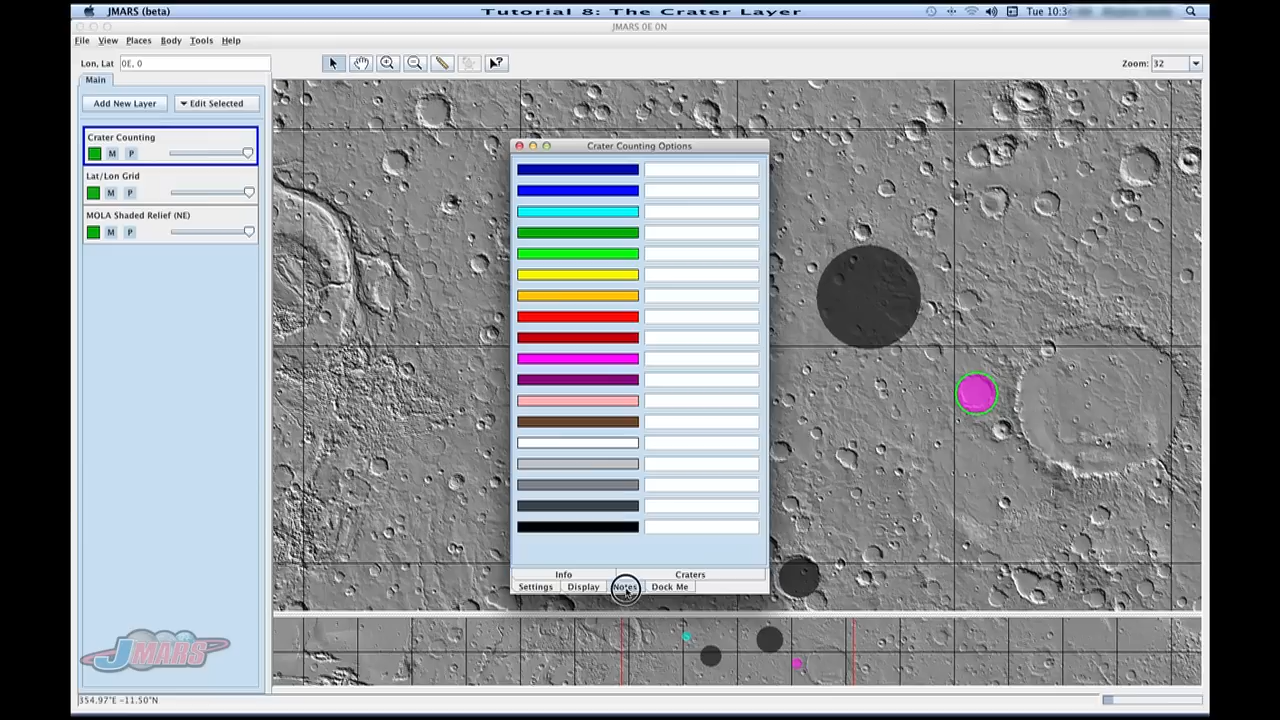 JMARS (beta)
Tutorial 8: The Crater Layer
Tue 10:3
JMARS 0E 0N
File View Places Body Tools Help
Lon, Lat 0E, 0
Zoom: 32
Main
Add New Layer Edit Selected
Crater Counting
M P
Lat/Lon Grid
M P
MOLA Shaded Relief (NE)
M P
Crater Counting Options
Info Craters
Settings Display Notes Dock Me
JMARS
354.97°E -11.50°N